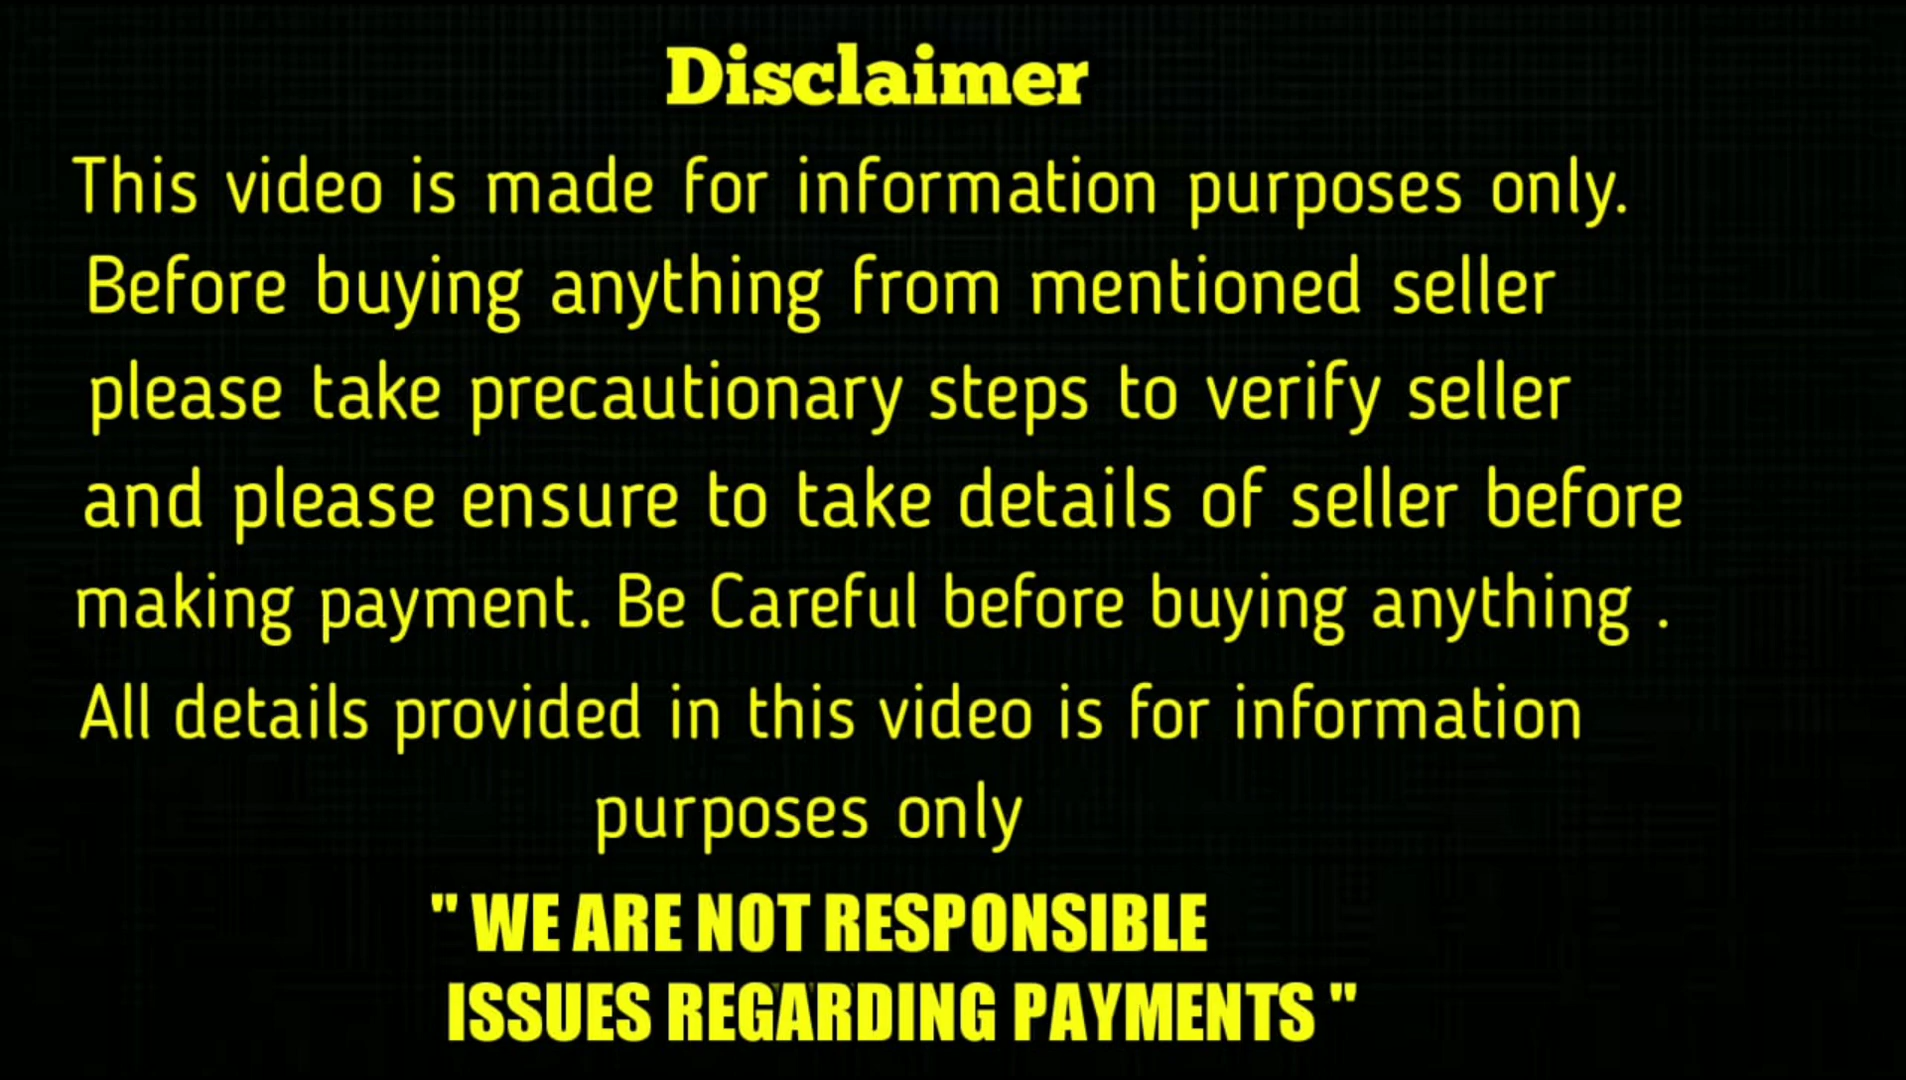 Disclaimer
This video is made for information purposes only.
Before buying anything from mentioned seller
please take precautionary steps to verify seller
and please ensure to take details of seller before
making payment. Be Careful before buying anything .
All details provided in this video is for information
purposes only
" WE ARE NOT RESPONSIBLE
ISSUES REGARDING PAYMENTS "